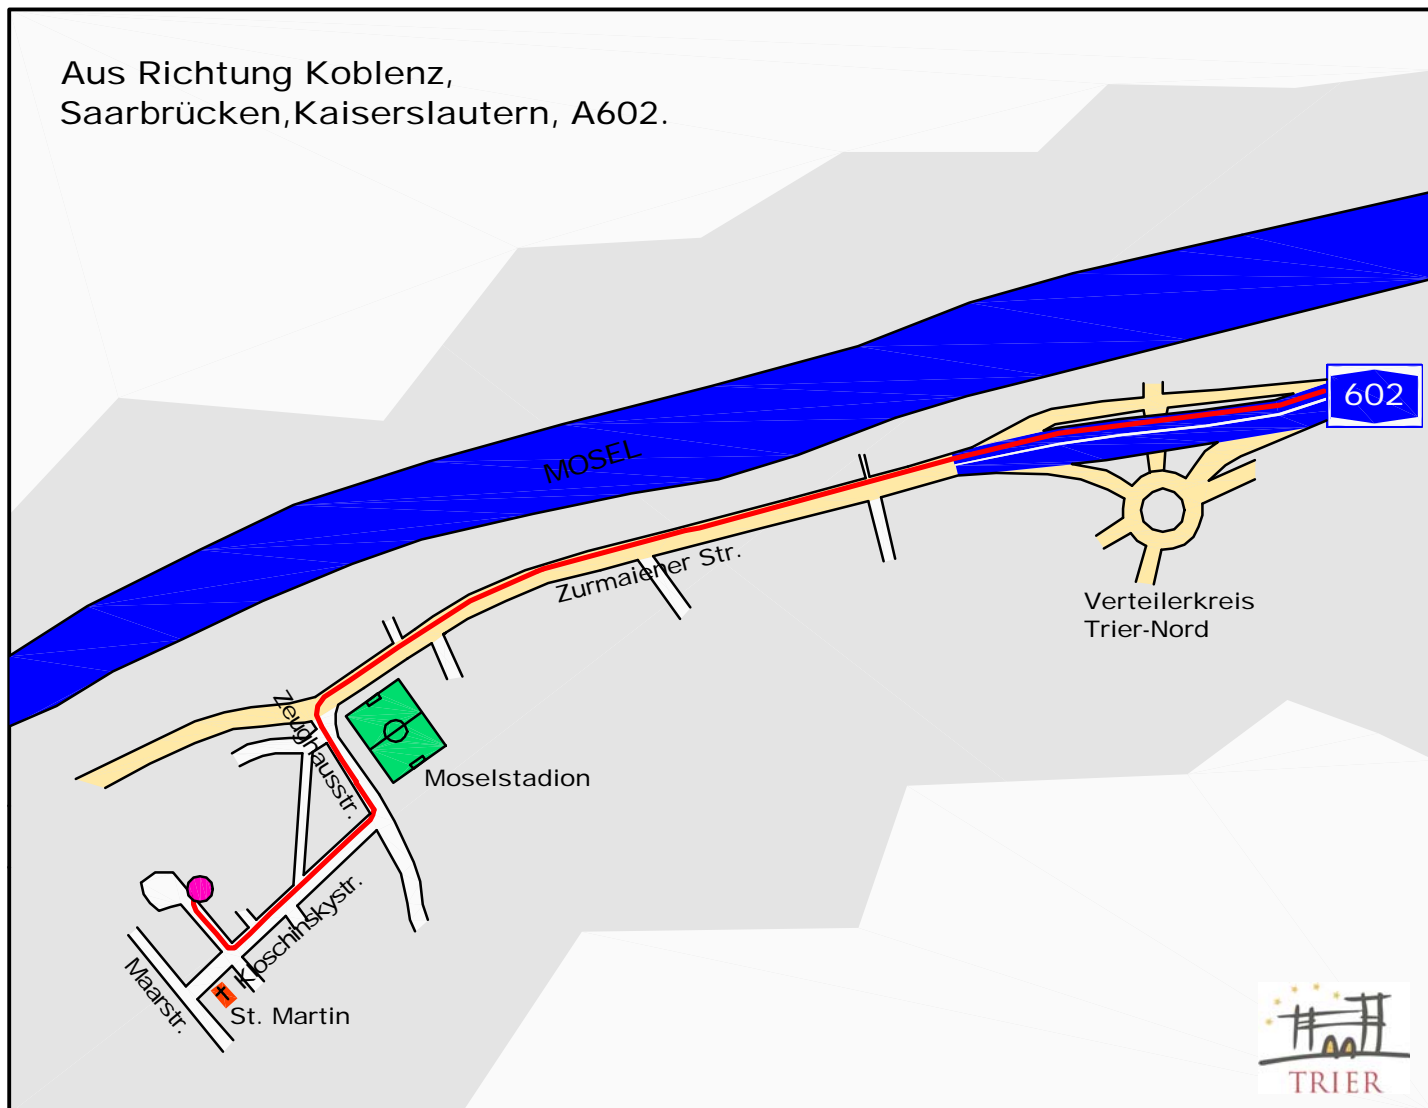 Aus Richtung Koblenz,
Saarbrücken,Kaiserslautern, A602.
602
MOSEL
Zurmaiener Str.
Verteilerkreis
Trier-Nord
Zeughausstr.
Moselstadion
Kloschinskystr.
Maarstr.
St. Martin
TRIER